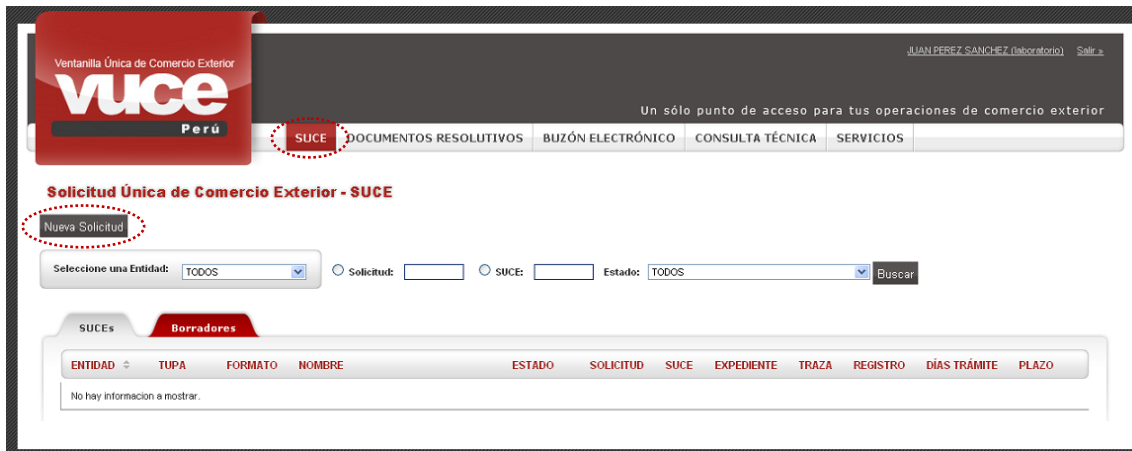 JUAN PEREZ SANCHEZ (laboratorio) Salir »
Ventanilla Única de Comercio Exterior
vuce
Perú
Un sólo punto de acceso para tus operaciones de comercio exterior
SUCE DOCUMENTOS RESOLUTIVOS BUZÓN ELECTRÓNICO CONSULTA TÉCNICA SERVICIOS
Solicitud Única de Comercio Exterior - SUCE
Nueva Solicitud
Seleccione una Entidad: TODOS Solicitud: SUCE: Estado: TODOS Buscar
SUCEs Borradores
ENTIDAD TUPA FORMATO NOMBRE ESTADO SOLICITUD SUCE EXPEDIENTE TRAZA REGISTRO DÍAS TRÁMITE PLAZO
No hay informacion a mostrar.